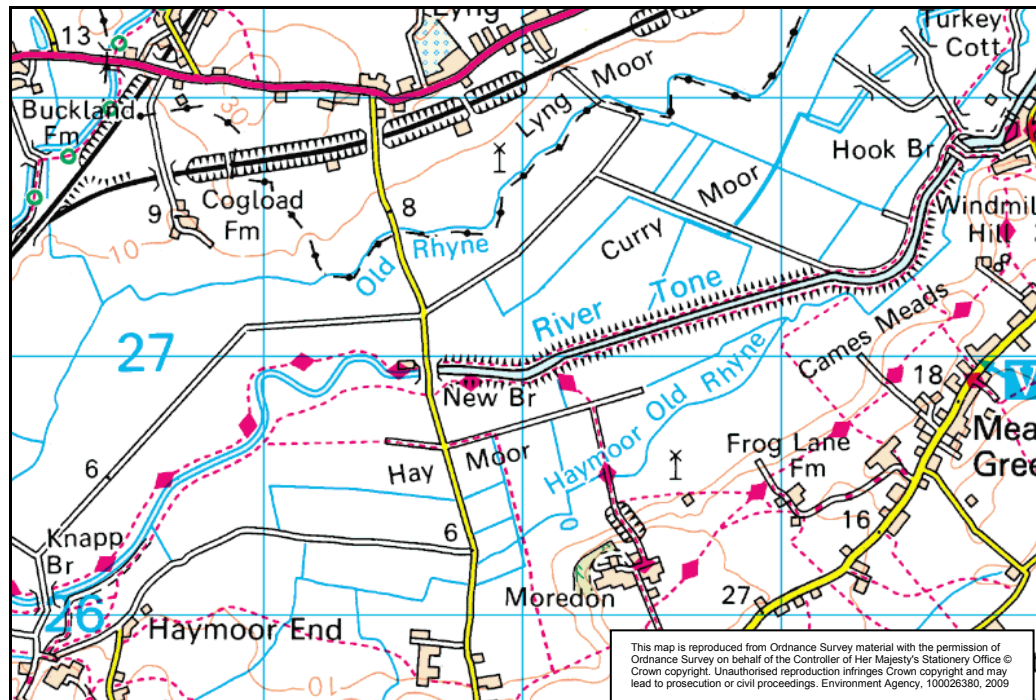 Lyng
13
Turkey
Cott
Moor
Buckland
Fm
30
Lyng
Hook Br
Moor
Cogload
Fm
9
8
Windmil
Hill
10
Curry
Old Rhyne
River Tone
27
Cames Meads
New Br
18
V
Haymoor Old Rhyne
Mea
Gree
Frog Lane
Fm
Hay Moor
6
6
16
Knapp
Br
Moredon
27
26
Haymoor End
10
This map is reproduced from Ordnance Survey material with the permission of
Ordnance Survey on behalf of the Controller of Her Majesty's Stationery Office ©
Crown copyright. Unauthorised reproduction infringes Crown copyright and may
lead to prosecution or civil proceedings. Environment Agency, 100026380, 2009